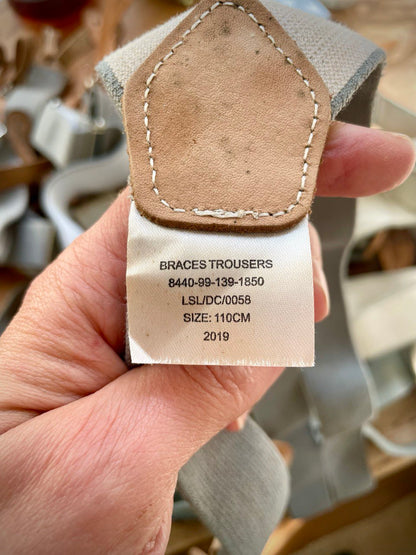 BRACES TROUSERS
8440-99-139-1850
LSL/DC/0058
SIZE: 110CM
2019